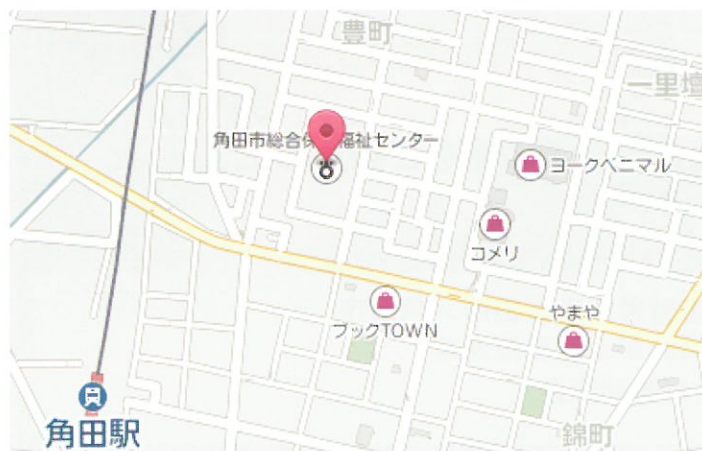 豊町
一里壇
角田市総合保 福祉センター
ヨークベニマル
コメリ
ブックTOWN
やまや
角田駅
錦町